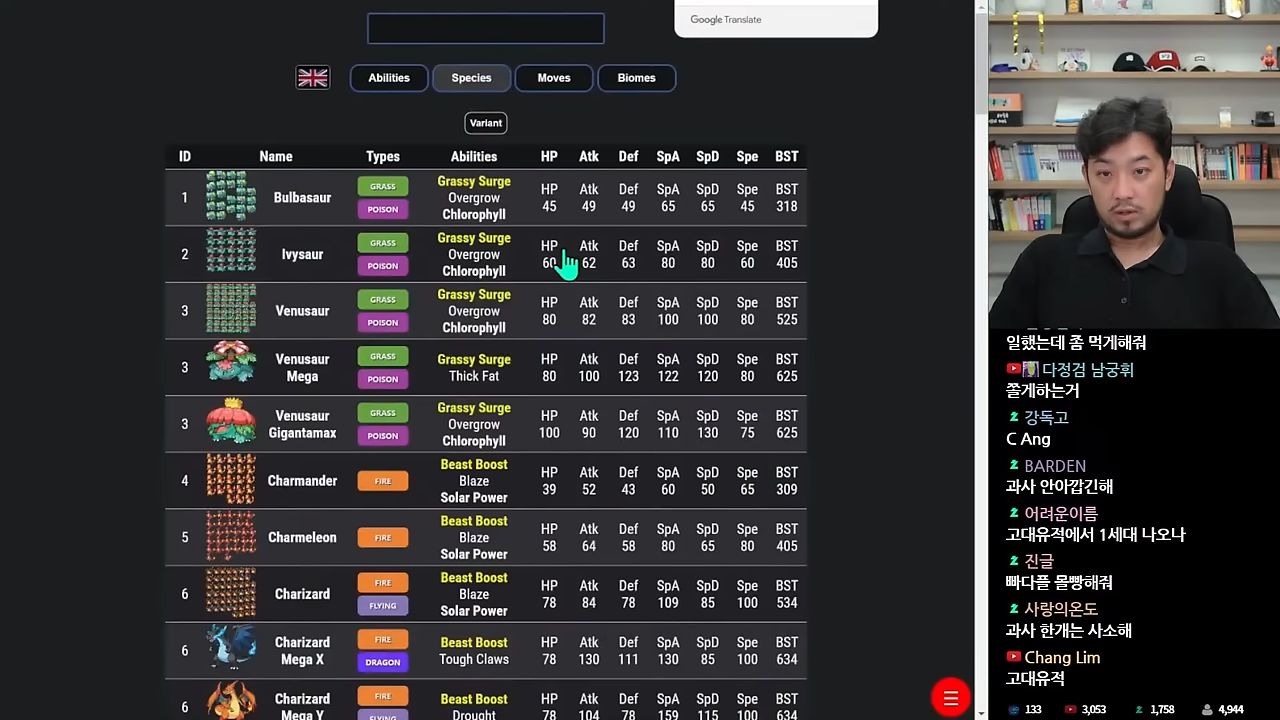 Google Translate
Abilities Species Moves Biomes
Variant
ID Name Types Abilities HP Atk Def SpA SpD Spe BST
1 Bulbasaur GRASS POISON Grassy Surge Overgrow Chlorophyll HP 45 Atk 49 Def 49 SpA 65 SpD 65 Spe 45 BST 318
2 Ivysaur GRASS POISON Grassy Surge Overgrow Chlorophyll HP 60 Atk 62 Def 63 SpA 80 SpD 80 Spe 60 BST 405
3 Venusaur GRASS POISON Grassy Surge Overgrow Chlorophyll HP 80 Atk 82 Def 83 SpA 100 SpD 100 Spe 80 BST 525
3 Venusaur Mega GRASS POISON Grassy Surge Thick Fat HP 80 Atk 100 Def 123 SpA 122 SpD 120 Spe 80 BST 625
3 Venusaur Gigantamax GRASS POISON Grassy Surge Overgrow Chlorophyll HP 100 Atk 90 Def 120 SpA 110 SpD 130 Spe 75 BST 625
4 Charmander FIRE Beast Boost Blaze Solar Power HP 39 Atk 52 Def 43 SpA 60 SpD 50 Spe 65 BST 309
5 Charmeleon FIRE Beast Boost Blaze Solar Power HP 58 Atk 64 Def 58 SpA 80 SpD 65 Spe 80 BST 405
6 Charizard FIRE FLYING Beast Boost Blaze Solar Power HP 78 Atk 84 Def 78 SpA 109 SpD 85 Spe 100 BST 534
6 Charizard Mega X FIRE DRAGON Beast Boost Tough Claws HP 78 Atk 130 Def 111 SpA 130 SpD 85 Spe 100 BST 634
6 Charizard Mega Y FIRE FLYING Beast Boost Drought HP 78 Atk 104 Def 78 SpA 159 SpD 115 Spe 100 BST 634
일했는데 좀 먹게해줘
다정검 남궁휘
쫄게하는거
강독고
C Ang
BARDEN
과사 안아깝긴해
어려운이름
고대유적에서 1세대 나오나
진글
빠다플 몰빵해줘
사랑의온도
과사 한개는 사소해
Chang Lim
고대유적
133 3,053 1,758 4,944